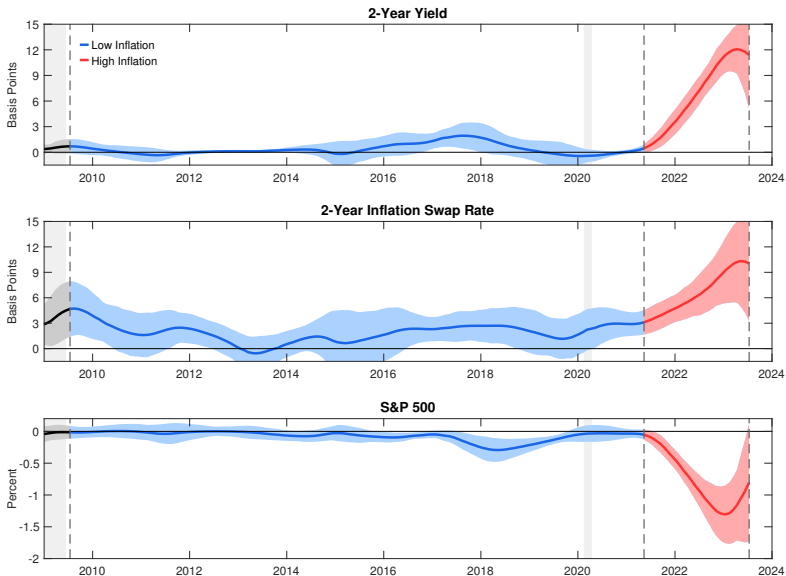 2-Year Yield
15
12
9
6
3
0
Basis Points
Low Inflation
High Inflation
2010 2012 2014 2016 2018 2020 2022 2024
2-Year Inflation Swap Rate
15
12
9
6
3
0
Basis Points
2010 2012 2014 2016 2018 2020 2022 2024
S&P 500
0
-0.5
-1
-1.5
-2
Percent
2010 2012 2014 2016 2018 2020 2022 2024